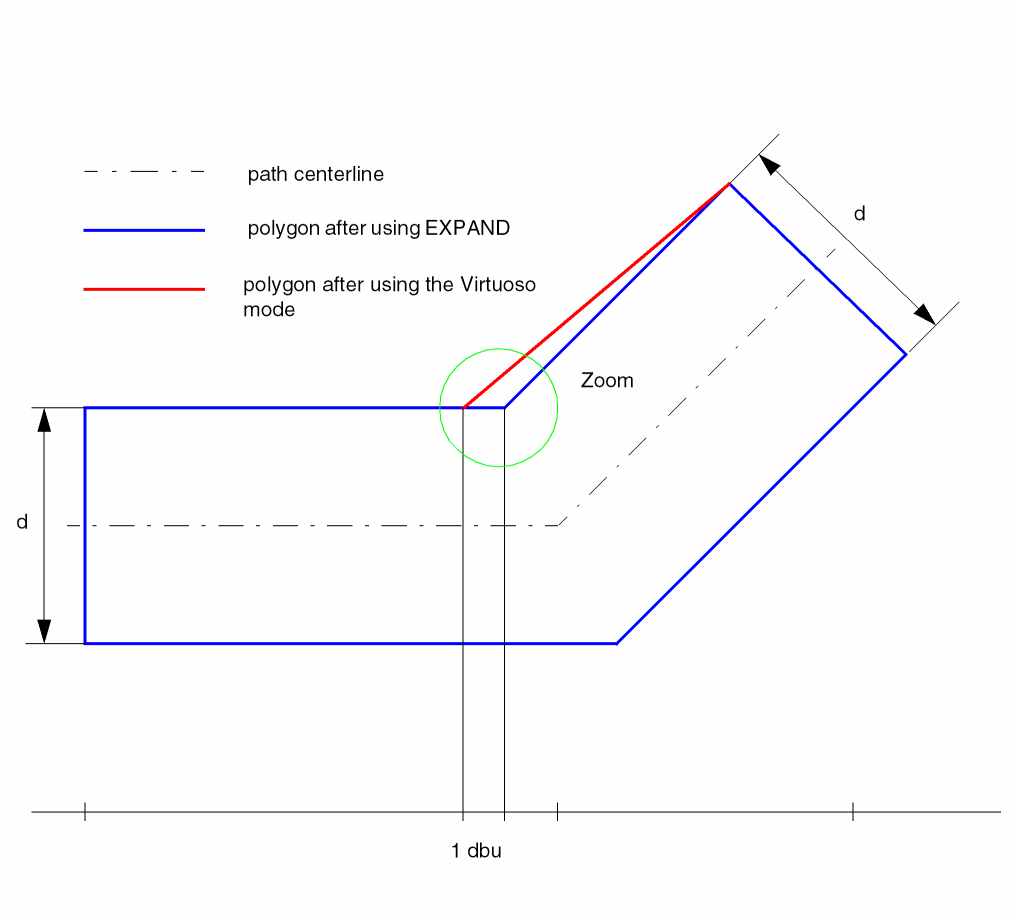 path centerline
polygon after using EXPAND
polygon after using the Virtuoso
mode
d
Zoom
d
1 dbu